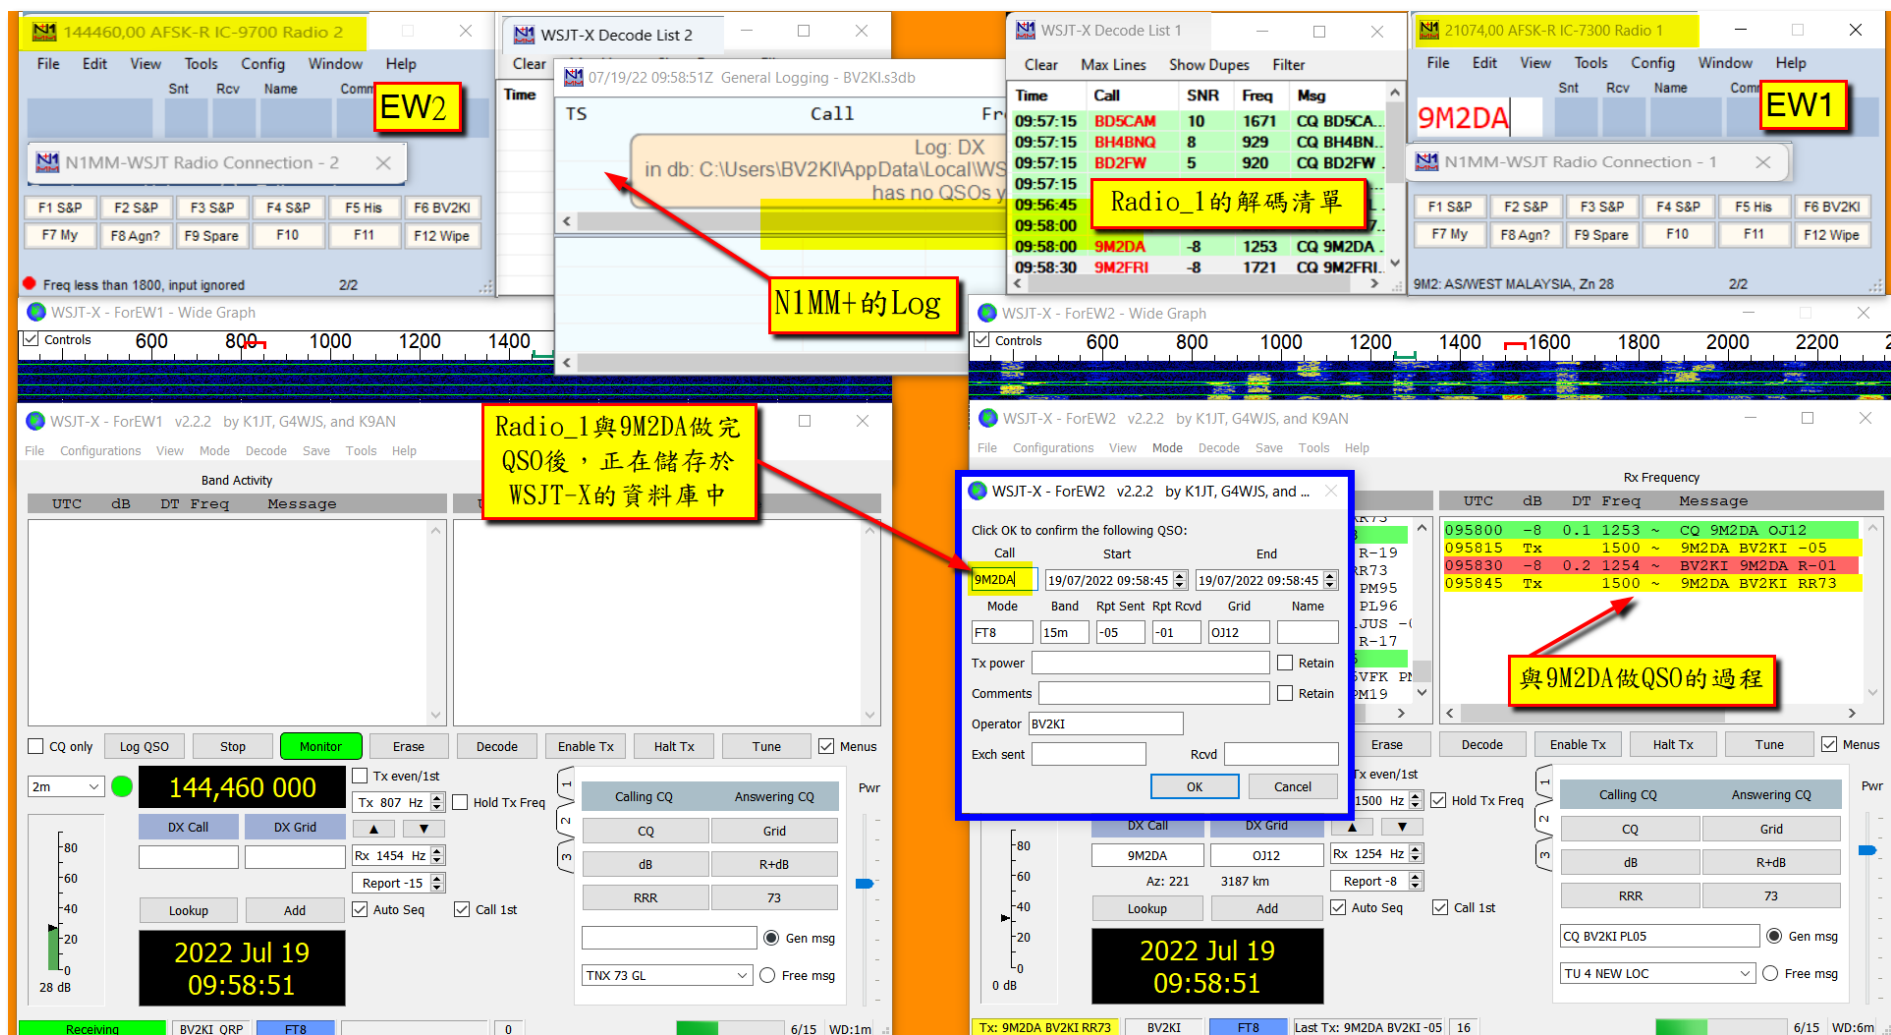 144460,00 AFSK-R IC-9700 Radio 2
File Edit View Tools Config Window Help
Snt Rcv Name
EW2
N1MM-WSJT Radio Connection - 2
F1 S&P F2 S&P F3 S&P F4 S&P F5 His F6 BV2KI
F7 My F8 Agn? F9 Spare F10 F11 F12 Wipe
Freq less than 1800, input ignored 2/2
WSJT-X Decode List 2
Clear
Time
07/19/22 09:58:51Z General Logging - BV2KI.s3db
TS Call
Log: DX
in db: C:\Users\BV2KI\AppData\Local\WS
has no QSOs
N1MM+的Log
WSJT-X Decode List 1
Clear Max Lines Show Dupes Filter
Time Call SNR Freq Msg
09:57:15 BD5CAM 10 1671 CQ BD5CA...
09:57:15 BH4BNQ 8 929 CQ BH4BN...
09:57:15 BD2FW 5 920 CQ BD2FW
09:57:15
09:56:45
09:58:00
09:58:00 9M2DA -8 1253 CQ 9M2DA
09:58:30 9M2FRI -8 1721 CQ 9M2FRI...
Radio_1的解碼清單
21074,00 AFSK-R IC-7300 Radio 1
File Edit View Tools Config Window Help
Snt Rcv Name
9M2DA
EW1
N1MM-WSJT Radio Connection - 1
F1 S&P F2 S&P F3 S&P F4 S&P F5 His F6 BV2KI
F7 My F8 Agn? F9 Spare F10 F11 F12 Wipe
9M2: AS/WEST MALAYSIA, Zn 28 2/2
WSJT-X - ForEW1 - Wide Graph
Controls 600 800 1000 1200 1400
WSJT-X - ForEW1 v2.2.2 by K1JT, G4WJS, and K9AN
File Configurations View Mode Decode Save Tools Help
Band Activity
UTC dB DT Freq Message
Radio_1與9M2DA做完
QSO後，正在儲存於
WSJT-X的資料庫中
CQ only Log QSO Stop Monitor Erase Decode Enable Tx Halt Tx Tune Menus
2m 144,460 000 Tx even/1st
Tx 807 Hz Hold Tx Freq
DX Call DX Grid
Rx 1454 Hz
Report -15
Lookup Add Auto Seq Call 1st
2022 Jul 19
09:58:51
-80
-60
-40
-20
-0
28 dB
1
2
3
Calling CQ Answering CQ Pwr
CQ Grid
dB R+dB
RRR 73
Gen msg
TNX 73 GL Free msg
Receiving BV2KI QRP FT8 0 6/15 WD:1m
WSJT-X - ForEW2 - Wide Graph
Controls 600 800 1000 1200 1400 1600 1800 2000 2200
WSJT-X - ForEW2 v2.2.2 by K1JT, G4WJS, and K9AN
File Configurations View Mode Decode Save Tools Help
WSJT-X - ForEW2 v2.2.2 by K1JT, G4WJS, and ...
Click OK to confirm the following QSO:
Call Start End
9M2DA 19/07/2022 09:58:45 19/07/2022 09:58:45
Mode Band Rpt Sent Rpt Rcvd Grid Name
FT8 15m -05 -01 OJ12
Tx power Retain
Comments Retain
Operator BV2KI
Exch sent Rcvd
OK Cancel
R-19
RR73
PM95
PL96
R-17
PM19
Rx Frequency
UTC dB DT Freq Message
095800 -8 0.1 1253 ~ CQ 9M2DA OJ12
095815 Tx 1500 ~ 9M2DA BV2KI -05
095830 -8 0.2 1254 ~ BV2KI 9M2DA R-01
095845 Tx 1500 ~ 9M2DA BV2KI RR73
與9M2DA做QSO的過程
Erase Decode Enable Tx Halt Tx Tune Menus
Tx even/1st
1500 Hz Hold Tx Freq
DX Call DX Grid
9M2DA OJ12 Rx 1254 Hz
Az: 221 3187 km Report -8
Lookup Add Auto Seq Call 1st
2022 Jul 19
09:58:51
-80
-60
-40
-20
-0
0 dB
1
2
3
Calling CQ Answering CQ Pwr
CQ Grid
dB R+dB
RRR 73
CQ BV2KI PL05 Gen msg
TU 4 NEW LOC Free msg
Tx: 9M2DA BV2KI RR73 BV2KI FT8 Last Tx: 9M2DA BV2KI -05 16 6/15 WD:6m